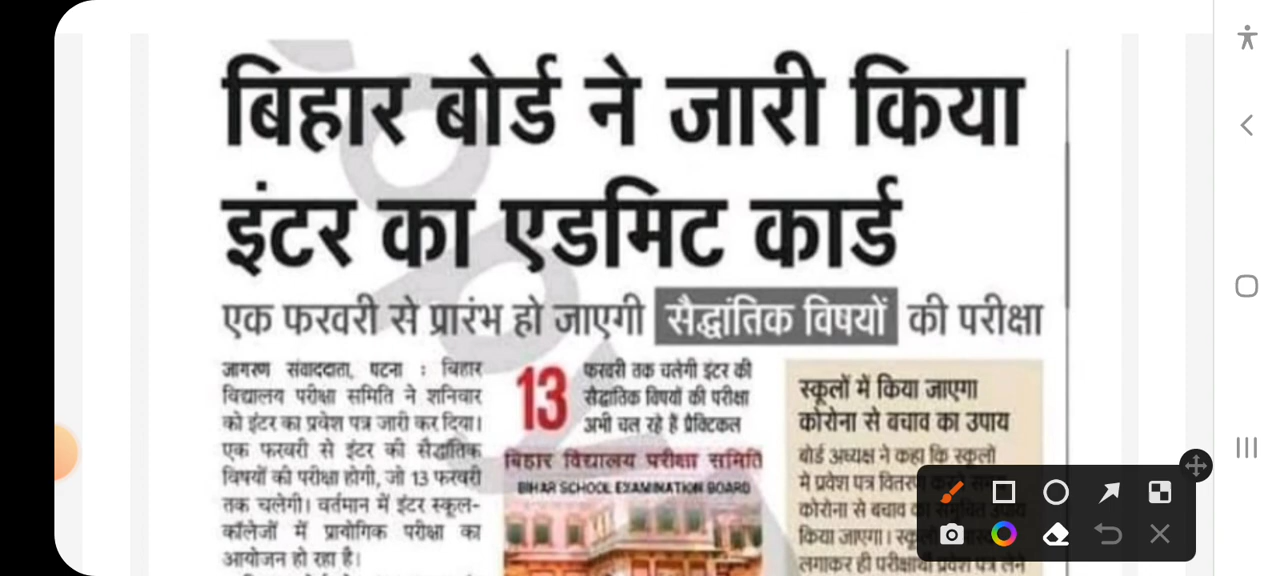 बिहार बोर्ड ने जारी किया
इंटर का एडमिट कार्ड
एक फरवरी से प्रारंभ हो जाएगी सैद्धांतिक विषयों की परीक्षा
जागरण संवाददाता, पटना : बिहार
विद्यालय परीक्षा समिति ने शनिवार
को इंटर का प्रवेश पत्र जारी कर दिया।
एक फरवरी से इंटर की सैद्धांतिक
विषयों की परीक्षा होगी, जो 13 फरवरी
तक चलेगी। वर्तमान में इंटर स्कूल-
कॉलेजों में प्रायोगिक परीक्षा का
आयोजन हो रहा है।
13
फरवरी तक चलेगी इंटर की
सैद्धांतिक विषयों की परीक्षा
अभी चल रहे हैं प्रैक्टिकल
बिहार विद्यालय परीक्षा समिति
BIHAR SCHOOL EXAMINATION BOARD
स्कूलों में किया जाएगा
कोरोना से बचाव का उपाय
बोर्ड अध्यक्ष ने कहा कि स्कूलों
में प्रवेश पत्र
कोरोना से बचाव का
किया जाएगा।
लगाकर ही परीक्षार्थी प्रवेश पत्र लेने